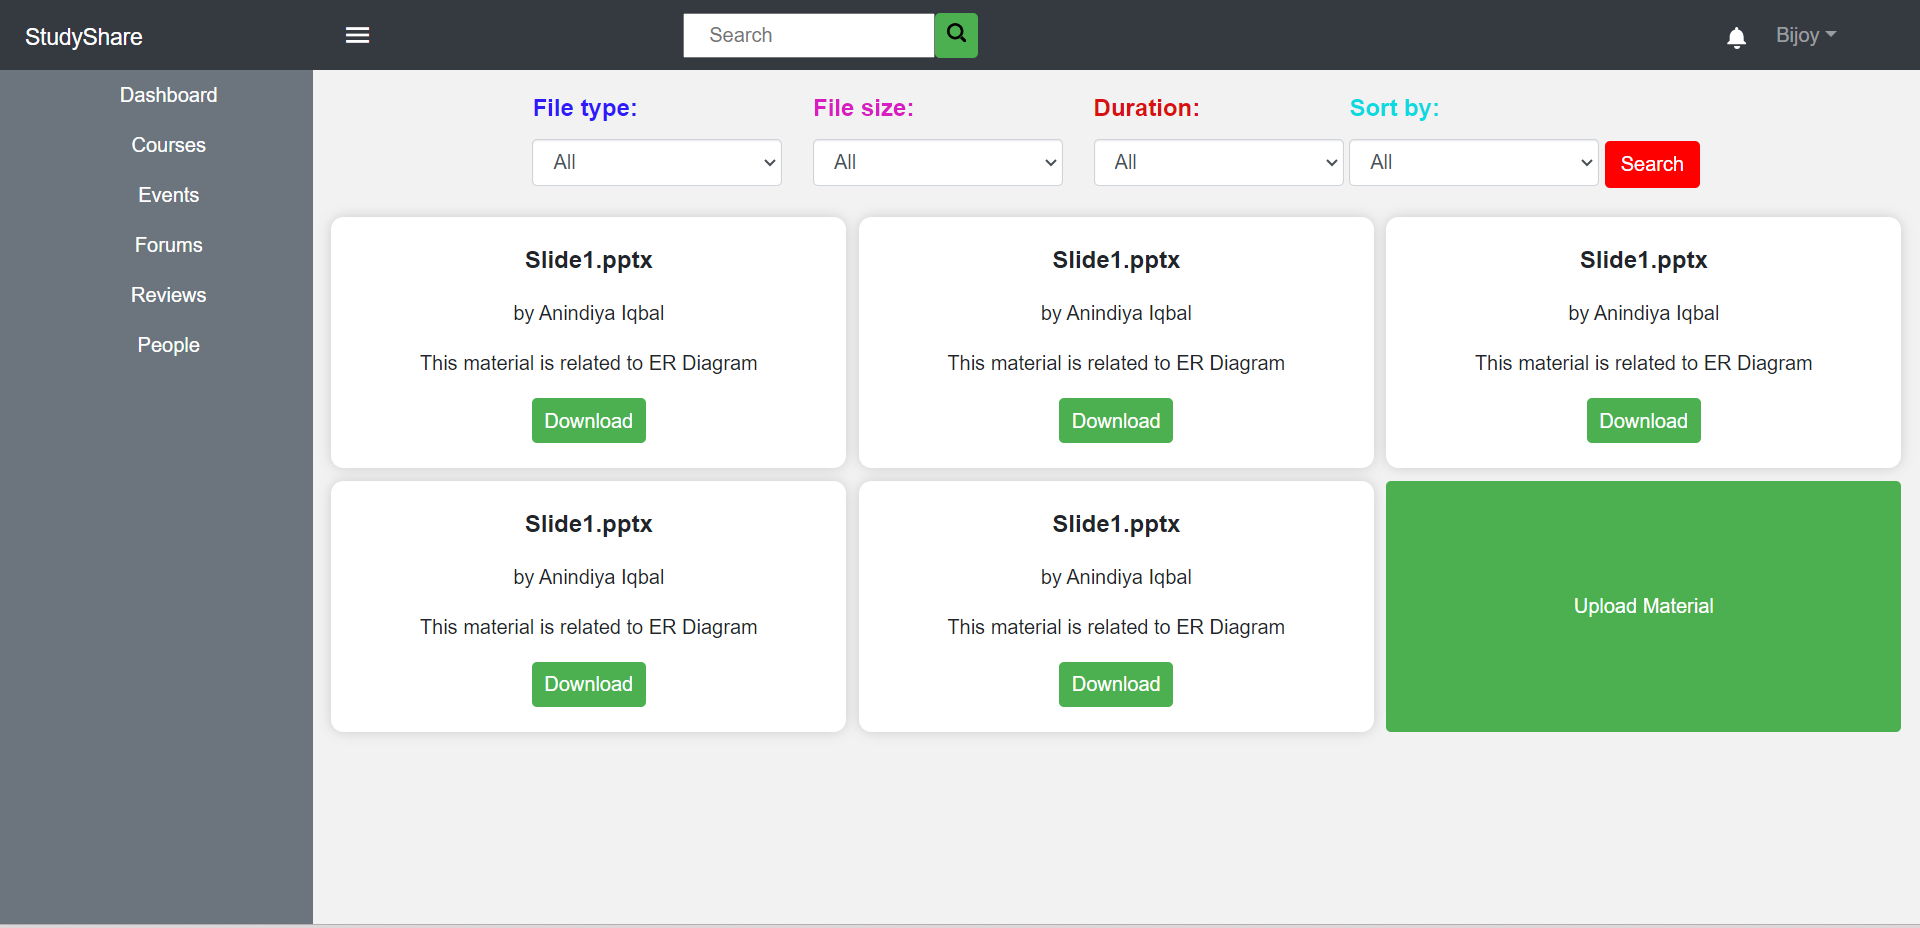 StudyShare
Search
Bijoy
Dashboard
Courses
Events
Forums
Reviews
People
File type:
File size:
Duration:
Sort by:
All
All
All
All
Search
Slide1.pptx
by Anindiya Iqbal
This material is related to ER Diagram
Download
Slide1.pptx
by Anindiya Iqbal
This material is related to ER Diagram
Download
Slide1.pptx
by Anindiya Iqbal
This material is related to ER Diagram
Download
Slide1.pptx
by Anindiya Iqbal
This material is related to ER Diagram
Download
Slide1.pptx
by Anindiya Iqbal
This material is related to ER Diagram
Download
Upload Material